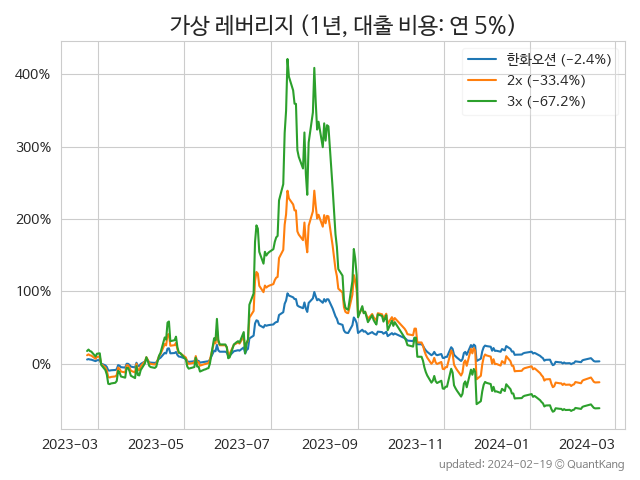 가상 레버리지 (1년, 대출 비용: 연 5%)
한화오션 (-2.4%)
2x (-33.4%)
3x (-67.2%)
400%
300%
200%
100%
0%
2023-03 2023-05 2023-07 2023-09 2023-11 2024-01 2024-03
updated: 2024-02-19 © QuantKang